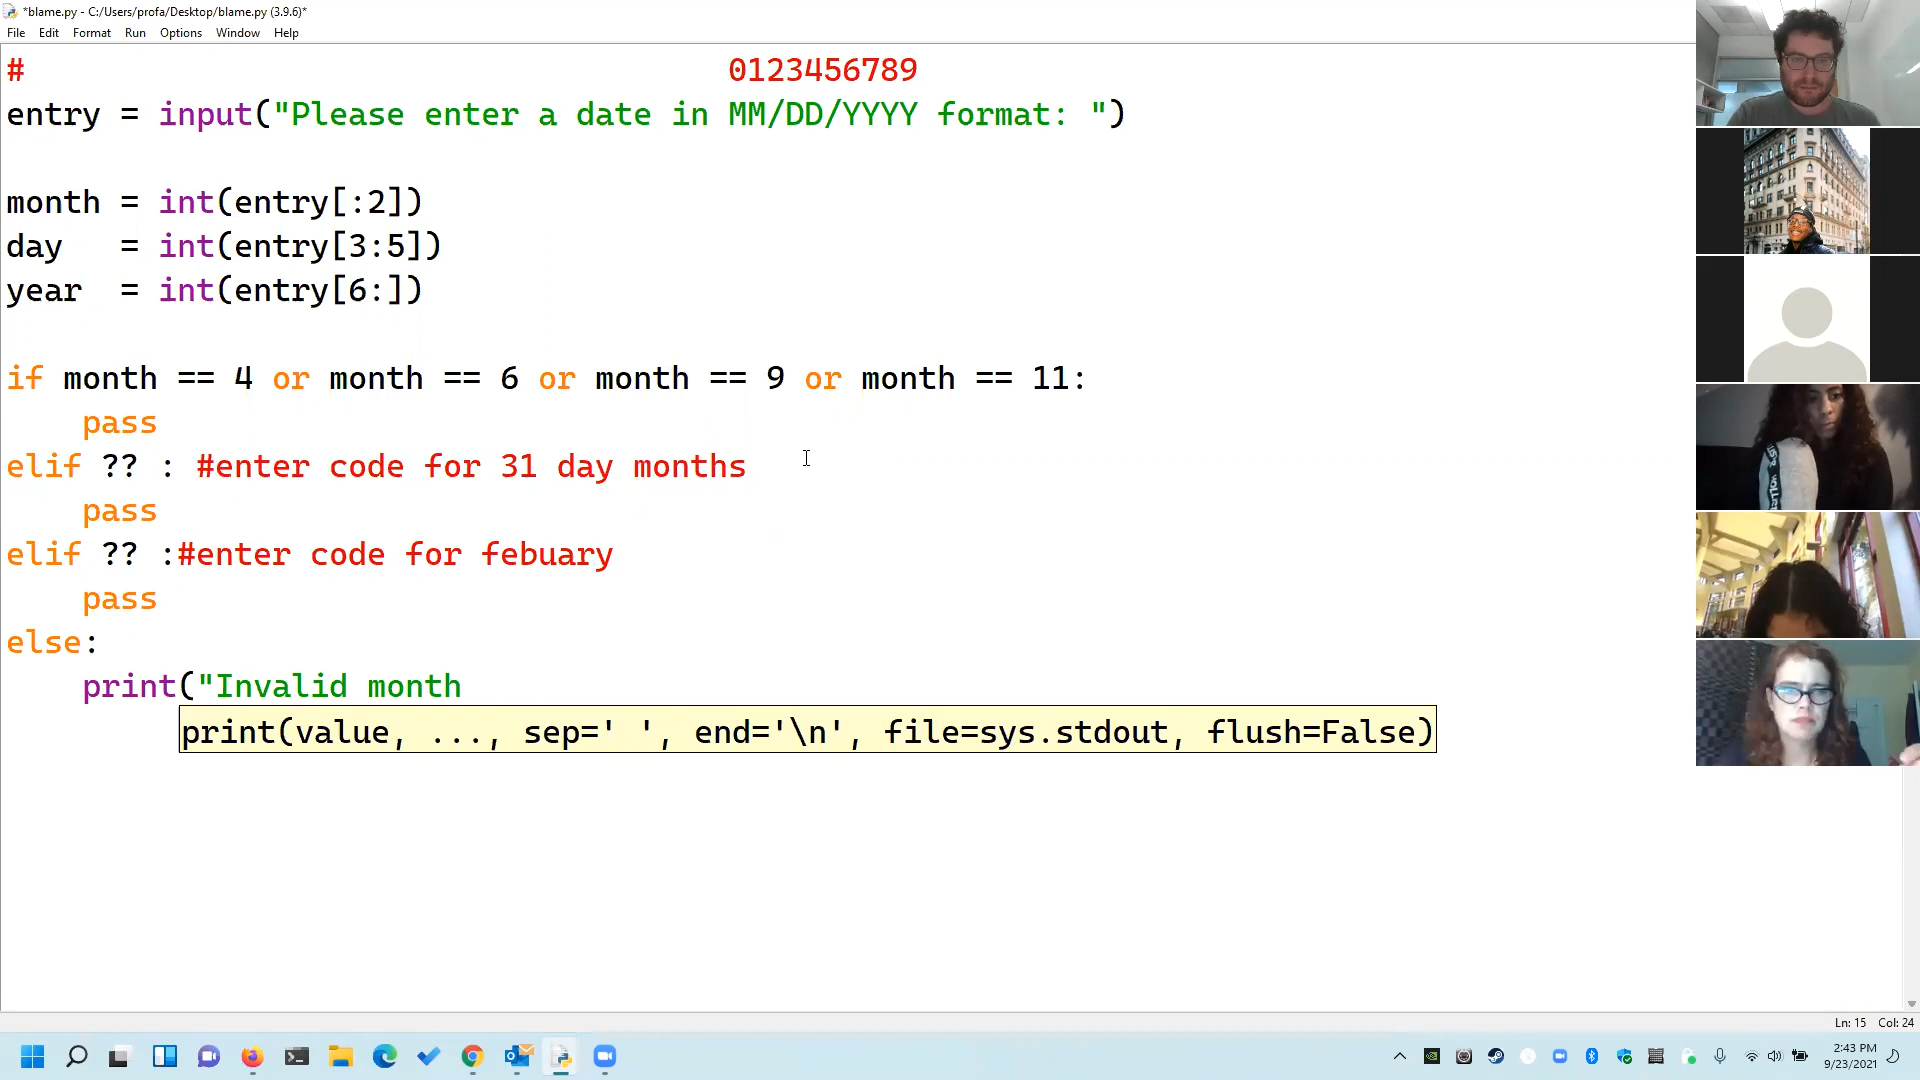 *blame.py - C:/Users/profa/Desktop/blame.py (3.9.6)*
File Edit Format Run Options Window Help
# 0123456789
entry = input("Please enter a date in MM/DD/YYYY format: ")
month = int(entry[:2])
day = int(entry[3:5])
year = int(entry[6:])
if month == 4 or month == 6 or month == 9 or month == 11:
pass
elif ?? : #enter code for 31 day months
pass
elif ?? :#enter code for febuary
pass
else:
print("Invalid month
print(value, ..., sep=' ', end='\n', file=sys.stdout, flush=False)
Ln: 15 Col: 24
2:43 PM
9/23/2021